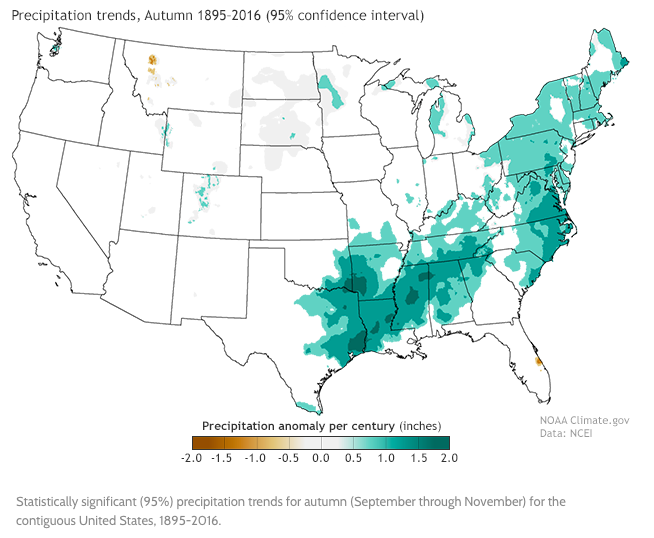 Precipitation trends, Autumn 1895-2016 (95% confidence interval)
NOAA Climate.gov
Data: NCEI
Precipitation anomaly per century (inches)
-2.0 -1.5 -1.0 -0.5 0.0 0.5 1.0 1.5 2.0
Statistically significant (95%) precipitation trends for autumn (September through November) for the
contiguous United States, 1895-2016.